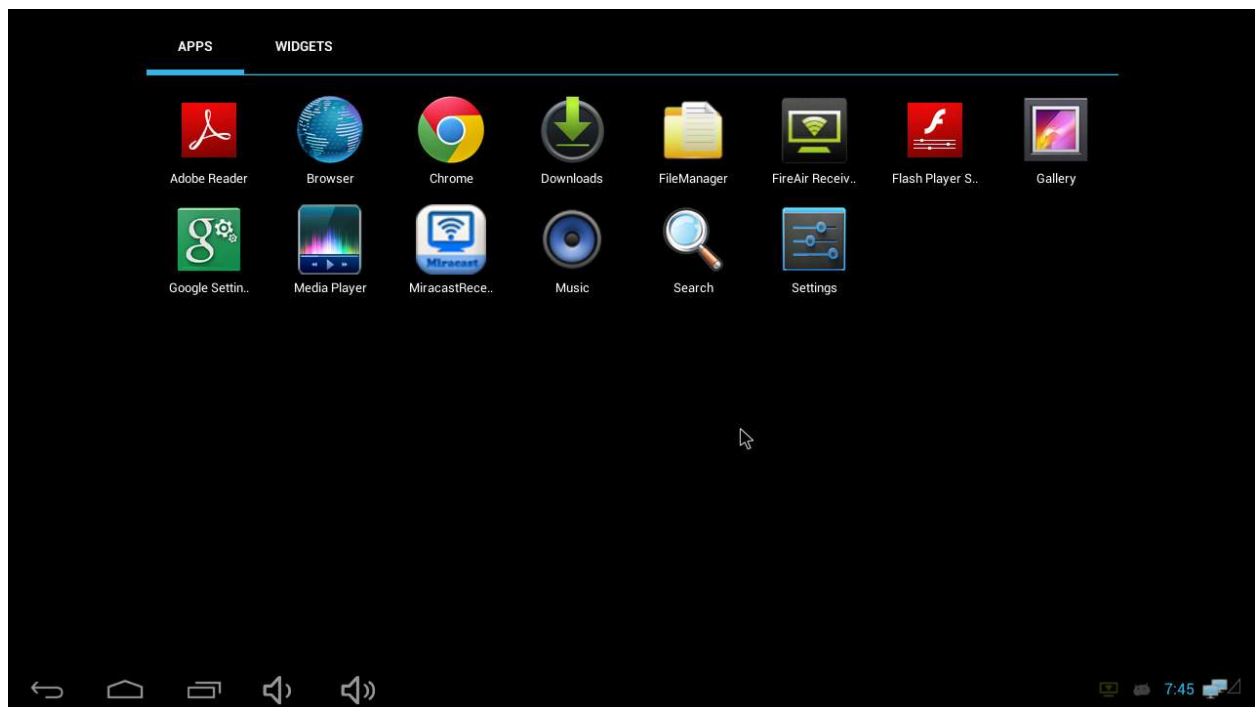 APPS WIDGETS
Adobe Reader Browser Chrome Downloads FileManager FireAir Receiv.. Flash Player S.. Gallery
Miracast
Google Settin.. Media Player MiracastRece.. Music Search Settings
7:45